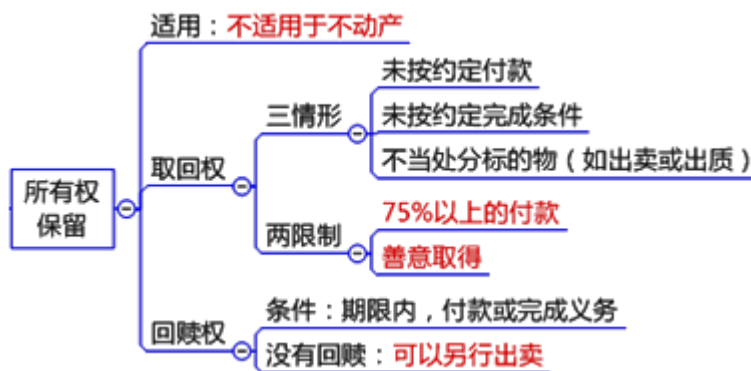 适用：不适用于不动产
未按约定付款
三情形
未按约定完成条件
取回权
不当处分标的物（如出卖或出质）
所有权
保留
75%以上的付款
两限制
善意取得
条件：期限内，付款或完成义务
回赎权
没有回赎：可以另行出卖